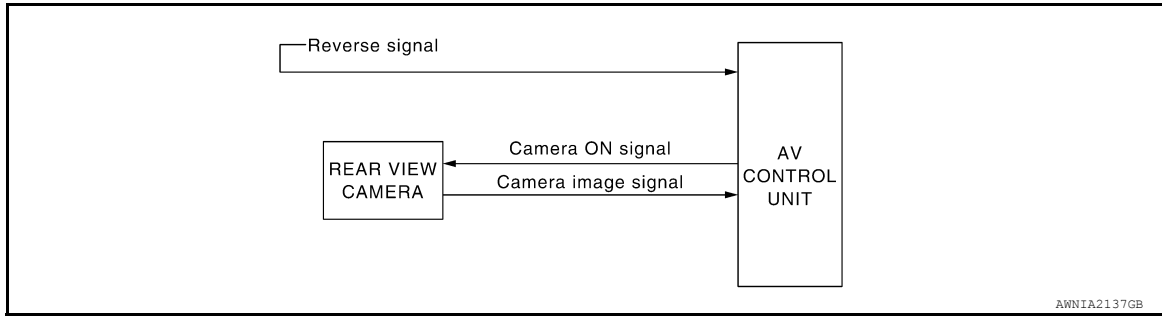 Reverse signal
Camera ON signal
REAR VIEW
CAMERA
Camera image signal
AV
CONTROL
UNIT
AWNIA2137GB